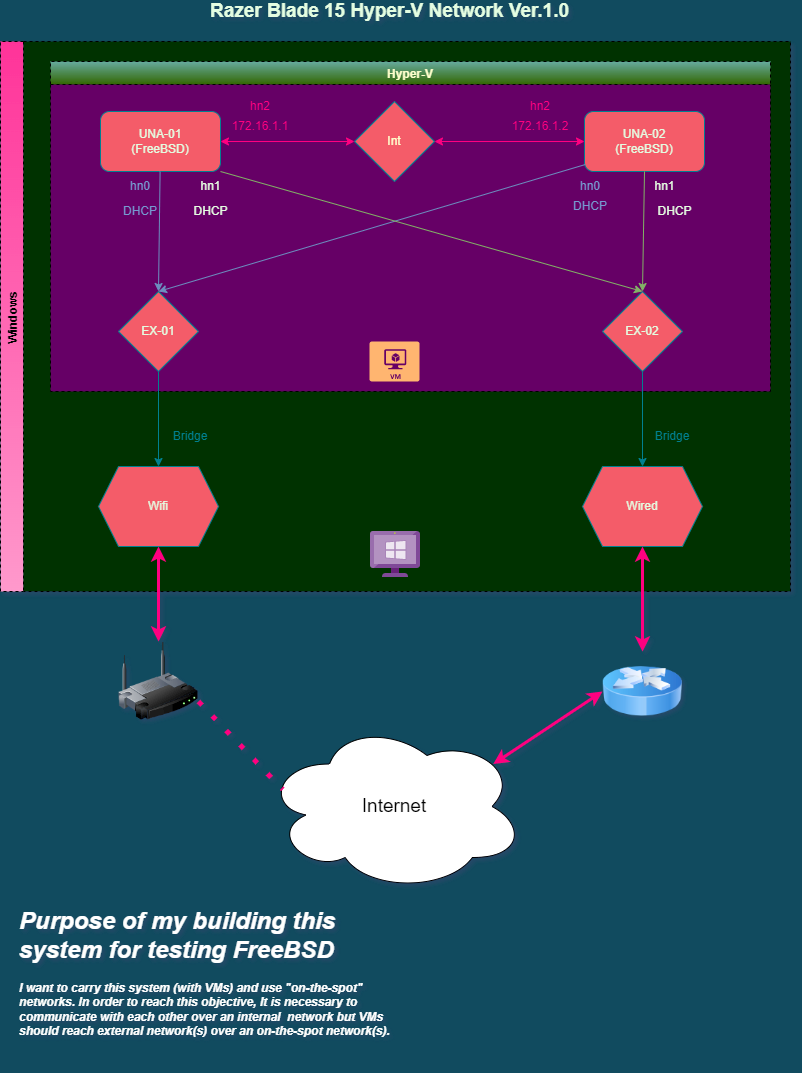 Razer Blade 15 Hyper-V Network Ver.1.0
Windows
Hyper-V
UNA-01
(FreeBSD)
hn2
172.16.1.1
Int
hn2
172.16.1.2
UNA-02
(FreeBSD)
hn0
DHCP
hn1
DHCP
hn0
DHCP
hn1
DHCP
EX-01
EX-02
VM
Bridge
Bridge
Wifi
Wired
Internet
Purpose of my building this
system for testing FreeBSD
I want to carry this system (with VMs) and use "on-the-spot"
networks. In order to reach this objective, It is necessary to
communicate with each other over an internal network but VMs
should reach external network(s) over an on-the-spot network(s).